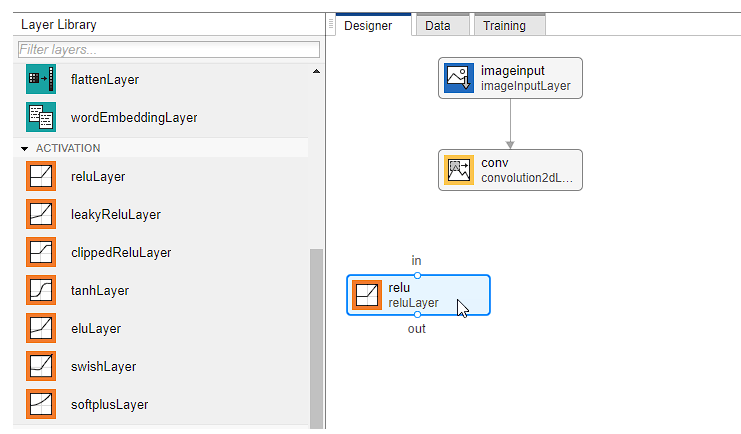 Layer Library
Filter layers...
flattenLayer
wordEmbeddingLayer
ACTIVATION
reluLayer
leakyReluLayer
clippedReluLayer
tanhLayer
eluLayer
swishLayer
softplusLayer
Designer
Data
Training
imageinput
imageInputLayer
conv
convolution2dL...
in
relu
reluLayer
out